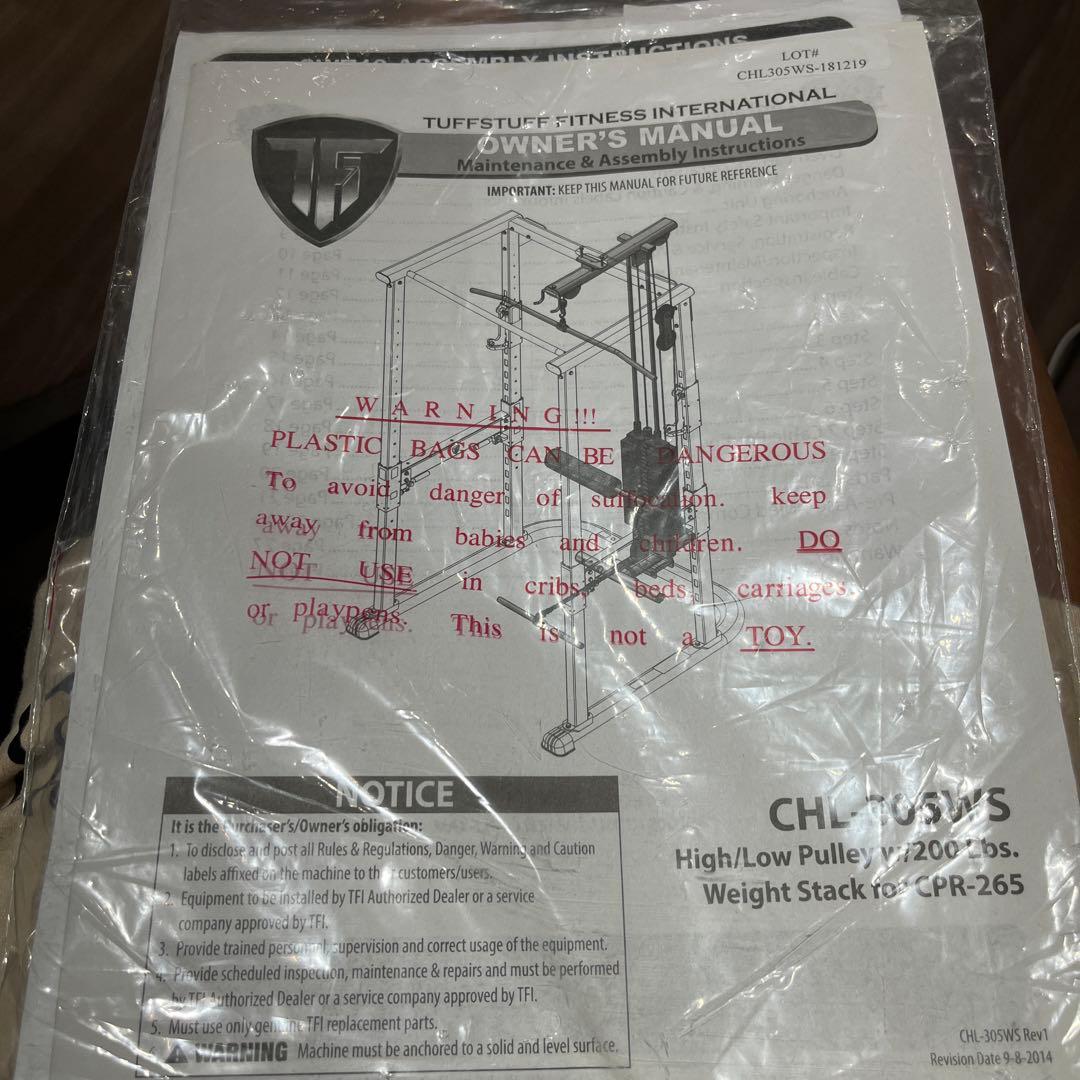 ASSEMBLY INSTRUCTIONS
LOT#
CHL305WS-181219
TUFFSTUFF FITNESS INTERNATIONAL
OWNER'S MANUAL
Maintenance & Assembly Instructions
IMPORTANT: KEEP THIS MANUAL FOR FUTURE REFERENCE
TF
WARNING!!!
PLASTIC BAGS CAN BE DANGEROUS
To avoid danger of suffocation. keep
away from babies and children. DO
NOT USE in cribs, beds, carriages,
or playpens. This is not a TOY.
NOTICE
It is the Purchaser's/Owner's obligation:
1. To disclose and post all Rules & Regulations, Danger, Warning and Caution
labels affixed on the machine to their customers/users.
2. Equipment to be installed by TFI Authorized Dealer or a service
company approved by TFI.
3. Provide trained personnel, supervision and correct usage of the equipment.
4. Provide scheduled inspection, maintenance & repairs and must be performed
by TFI Authorized Dealer or a service company approved by TFI.
5. Must use only genuine TFI replacement parts.
6. WARNING Machine must be anchored to a solid and level surface.
CHL-305WS
High/Low Pulley w/200 Lbs.
Weight Stack for CPR-265
CHL-305WS Rev1
Revision Date 9-8-2014